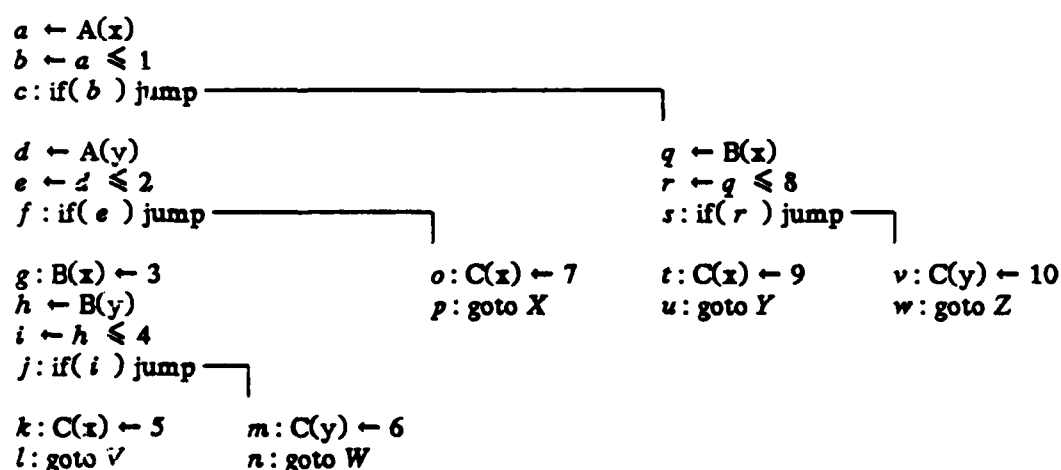 a ← A(x)
b ← a ⩽ 1
c : if( b ) jump
d ← A(y)
e ← d ⩽ 2
f : if( e ) jump
q ← B(x)
r ← q ⩽ 8
s : if( r ) jump
g : B(x) ← 3
h ← B(y)
i ← h ⩽ 4
j : if( i ) jump
o : C(x) ← 7
p : goto X
t : C(x) ← 9
u : goto Y
v : C(y) ← 10
w : goto Z
k : C(x) ← 5
l : goto V
m : C(y) ← 6
n : goto W